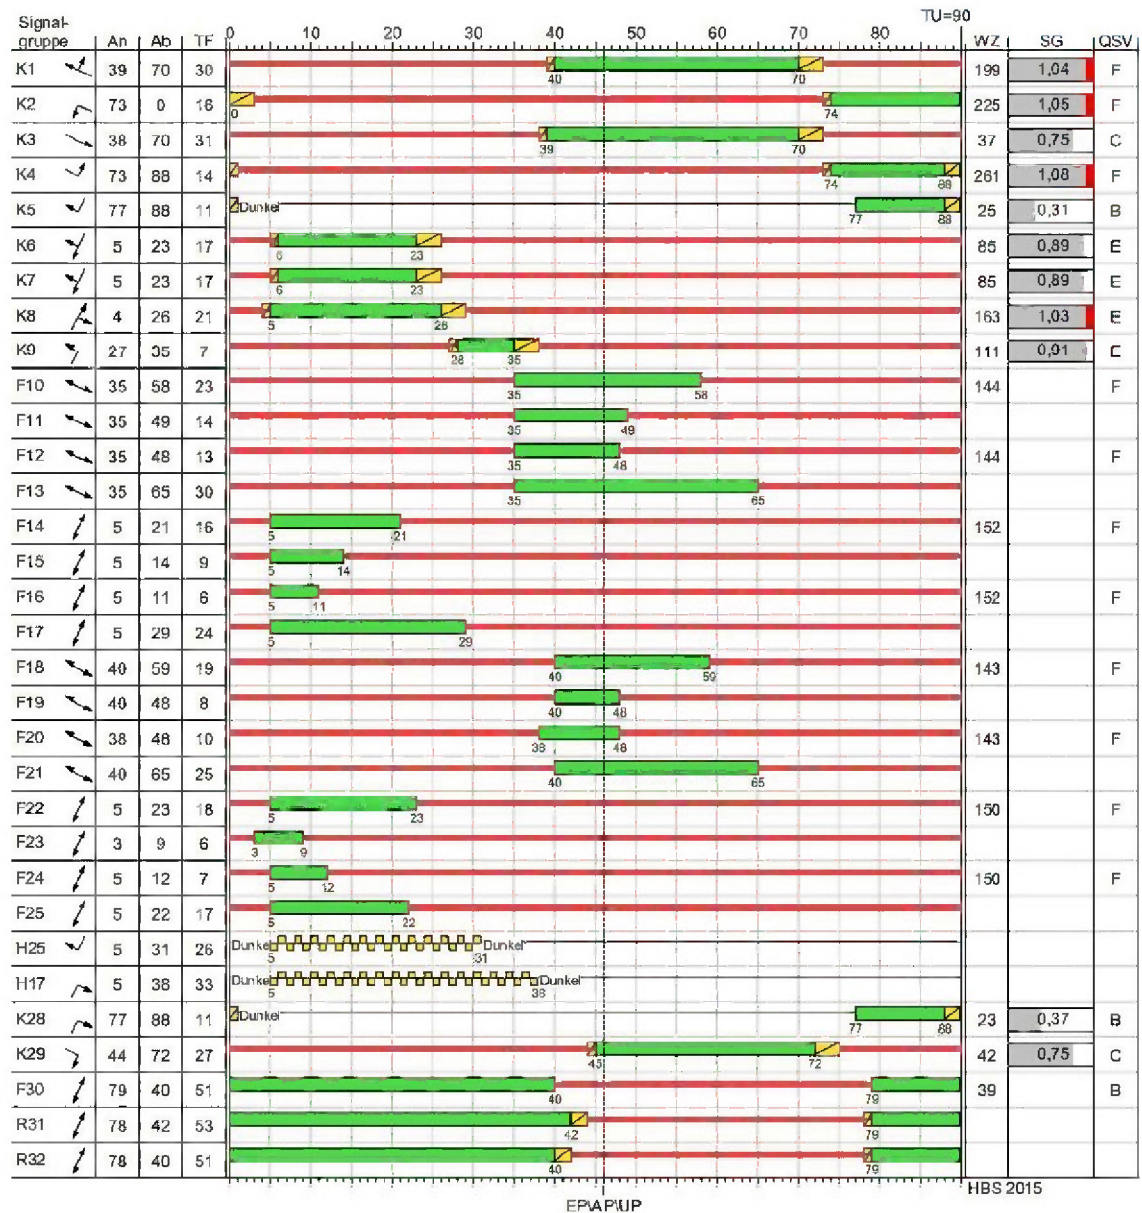 TU=90
Signal-
gruppe An Ab TF 0 10 20 30 40 50 60 70 80 WZ SG QSV
K1 39 70 30 40 70 199 1,04 F
K2 73 0 16 0 74 225 1,05 F
K3 38 70 31 39 70 37 0,75 C
K4 73 88 14 74 88 261 1,08 F
K5 77 88 11 Dunkel 77 88 25 0,31 B
K6 5 23 17 6 23 85 0,89 E
K7 5 23 17 6 23 85 0,89 E
K8 4 26 21 5 26 163 1,03 E
K9 27 35 7 28 35 111 0,91 E
F10 35 58 23 35 58 144 F
F11 35 49 14 35 49
F12 35 48 13 35 48 144 F
F13 35 65 30 35 65
F14 5 21 16 5 21 152 F
F15 5 14 9 5 14
F16 5 11 6 5 11 152 F
F17 5 29 24 5 29
F18 40 59 19 40 59 143 F
F19 40 48 8 40 48
F20 38 48 10 38 48 143 F
F21 40 65 25 40 65
F22 5 23 18 5 23 150 F
F23 3 9 6 3 9
F24 5 12 7 5 12 150 F
F25 5 22 17 5 22
H25 5 31 26 Dunkel 5 31 Dunkel
H17 5 38 33 Dunkel 5 38 Dunkel
K28 77 88 11 Dunkel 77 88 23 0,37 B
K29 44 72 27 45 72 42 0,75 C
F30 79 40 51 40 79 39 B
R31 78 42 53 42 79
R32 78 40 51 40 79
0 10 20 30 40 50 60 70 80 HBS 2015
EP\AP\UP